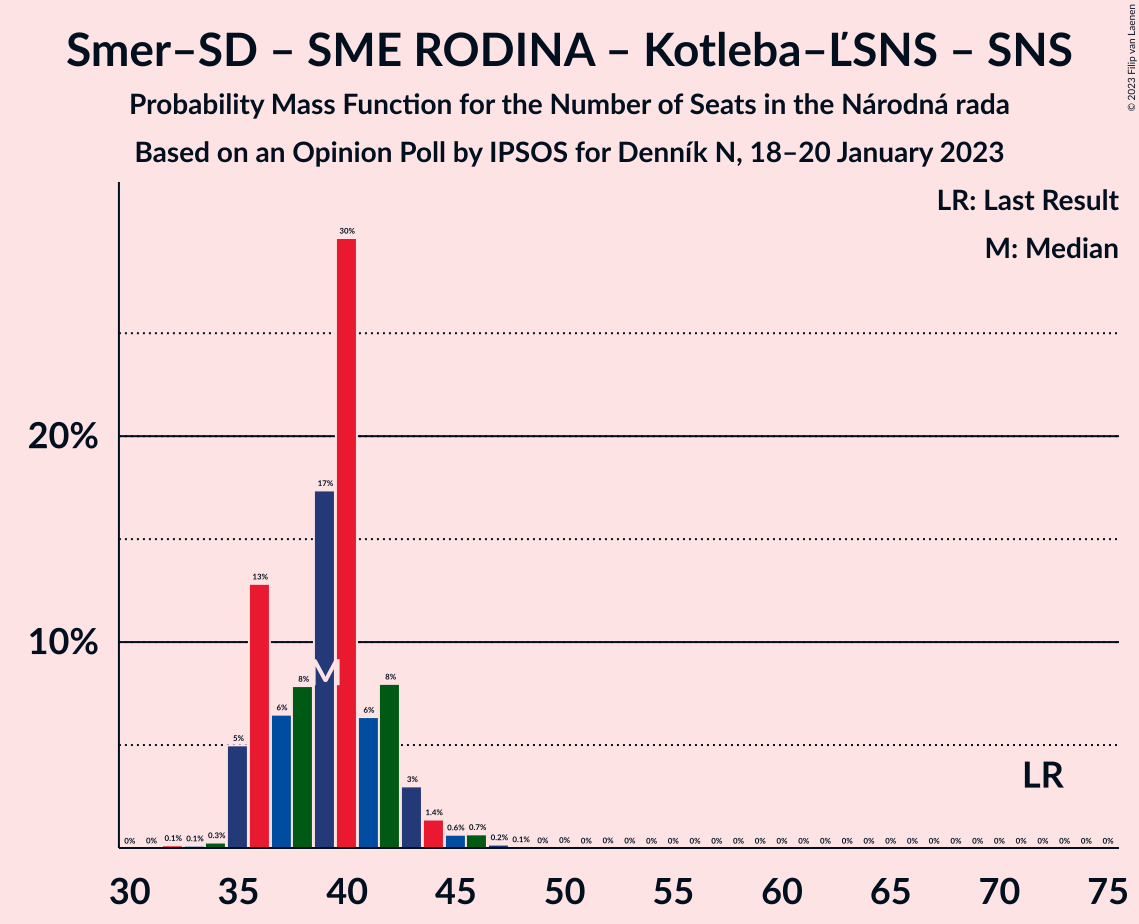 Smer–SD – SME RODINA – Kotleba–ĽSNS – SNS
Probability Mass Function for the Number of Seats in the Národná rada
Based on an Opinion Poll by IPSOS for Denník N, 18–20 January 2023
© 2023 Filip van Laenen
LR: Last Result
M: Median
20%
10%
0% 0% 0.1% 0.1% 0.3% 5% 13% 6% 8% 17% 30% 6% 8% 3% 1.4% 0.6% 0.7% 0.2% 0.1% 0% 0% 0% 0% 0% 0% 0% 0% 0% 0% 0% 0% 0% 0% 0% 0% 0% 0% 0% 0% 0% 0% 0% 0% 0% 0% 0%
M
LR
30 35 40 45 50 55 60 65 70 75